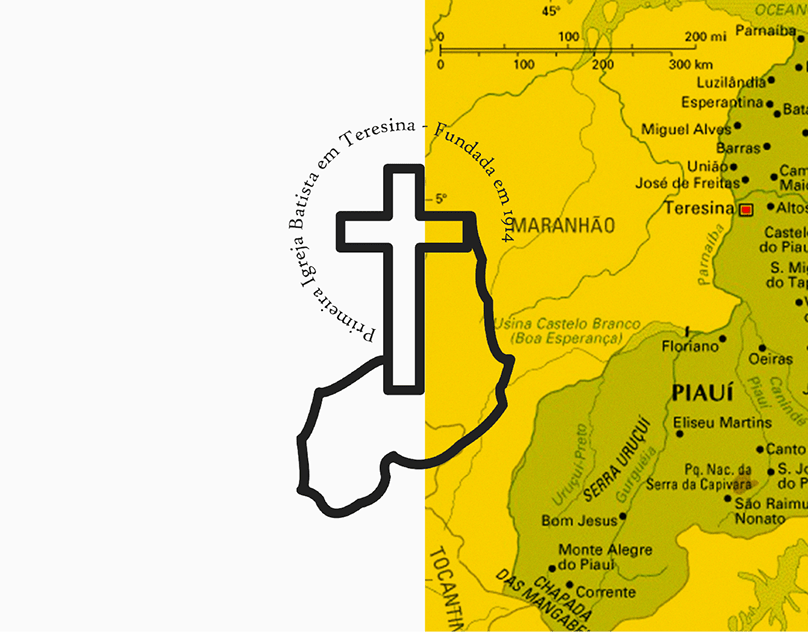 Primeira Igreja Batista em Teresina - Fundada em 1914
45°
OCEAN
0 100 200 mi
0 100 200 300 km
Parnaíba
Luzilândia
Esperantina
Bata
Miguel Alves
Barras
União
Cam
Maio
José de Freitas
5°
Teresina
Altos
MARANHÃO
Castelo
do Piau
Parnaíba
S. Mig
do Tap
Usina Castelo Branco
(Boa Esperança)
Floriano
Oeiras
PIAUÍ
Piauí
Canindé
Eliseu Martins
Uruçuí-Preto
SERRA URUÇUÍ
Gurguéia
Canto
Pq. Nac. da
Serra da Capivara
S. Jo
do P
São Raimu
Nonato
Bom Jesus
Monte Alegre
do Piauí
Corrente
TOCANTIN
CHAPADA
DAS MANGABE